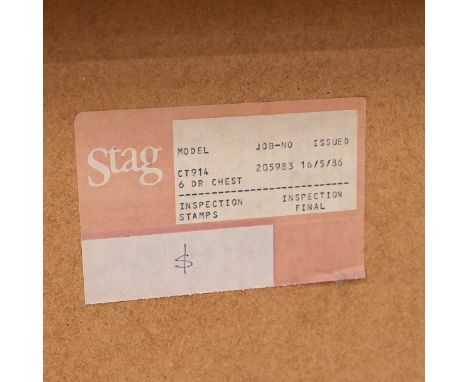 Stag
MODEL JOB-NO ISSUED
CT914 205983 16/5/86
6 DR CHEST
INSPECTION INSPECTION
STAMPS FINAL
$